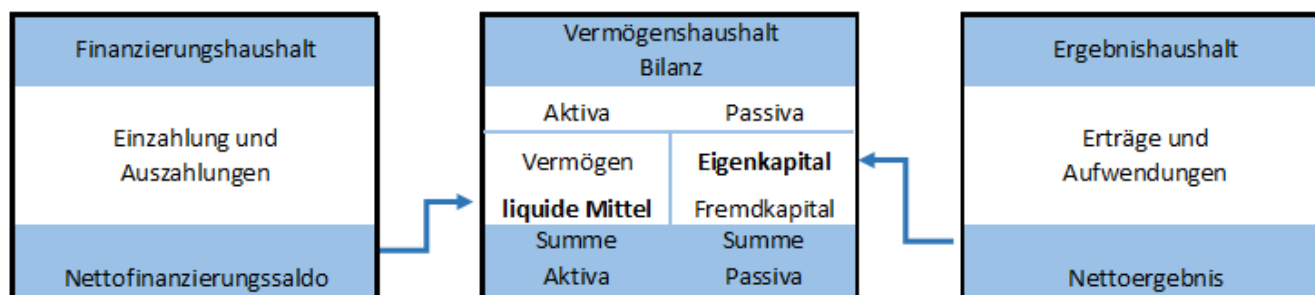 Finanzierungshaushalt
Einzahlung und
Auszahlungen
Nettofinanzierungssaldo
Vermögenshaushalt
Bilanz
Aktiva Passiva
Vermögen Eigenkapital
liquide Mittel Fremdkapital
Summe Summe
Aktiva Passiva
Ergebnishaushalt
Erträge und
Aufwendungen
Nettoergebnis